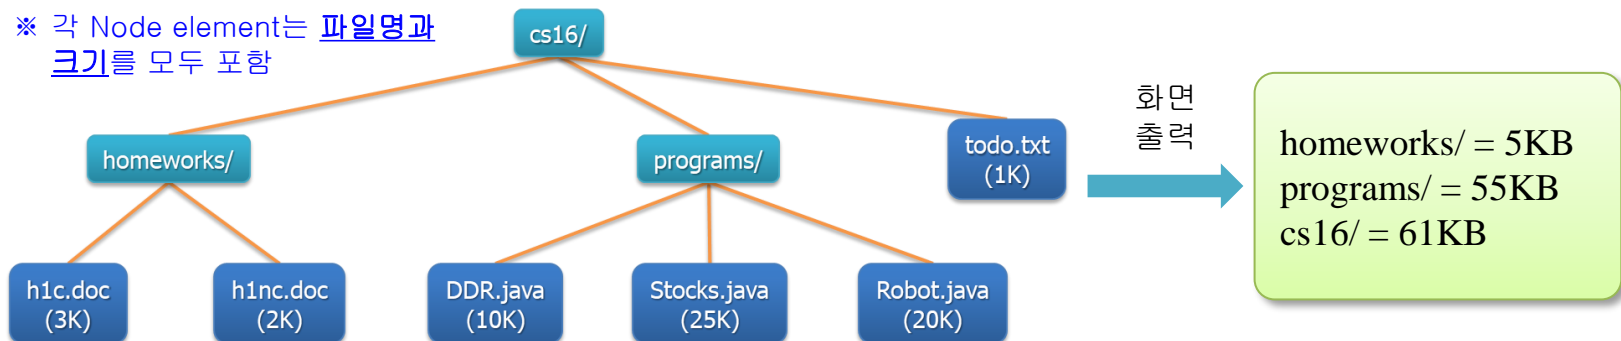 ※ 각 Node element는 파일명과
크기를 모두 포함
cs16/
homeworks/
programs/
todo.txt
(1K)
h1c.doc
(3K)
h1nc.doc
(2K)
DDR.java
(10K)
Stocks.java
(25K)
Robot.java
(20K)
화면
출력
homeworks/ = 5KB
programs/ = 55KB
cs16/ = 61KB